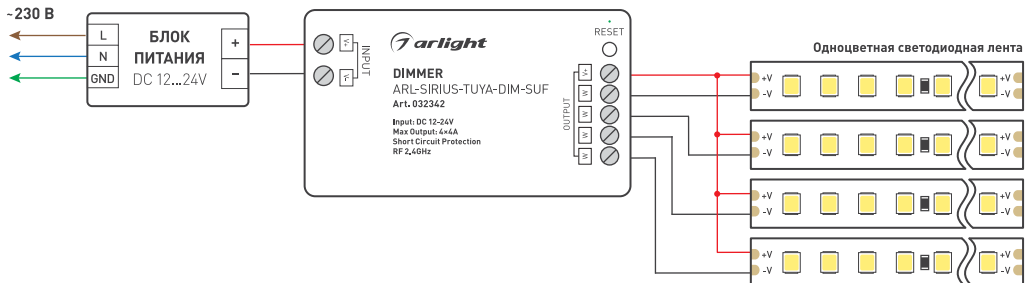 ~230 В
L
N
GND
БЛОК
ПИТАНИЯ
DC 12...24V
+
−
V+
V-
INPUT
arlight
DIMMER
ARL-SIRIUS-TUYA-DIM-SUF
Art. 032342
Input: DC 12-24V
Max Output: 4×4A
Short Circuit Protection
RF 2,4GHz
RESET
OUTPUT
V+
W
W
W
W
Одноцветная светодиодная лента
+V
-V
+V
-V
+V
-V
+V
-V
+V
-V
+V
-V
+V
-V
+V
-V